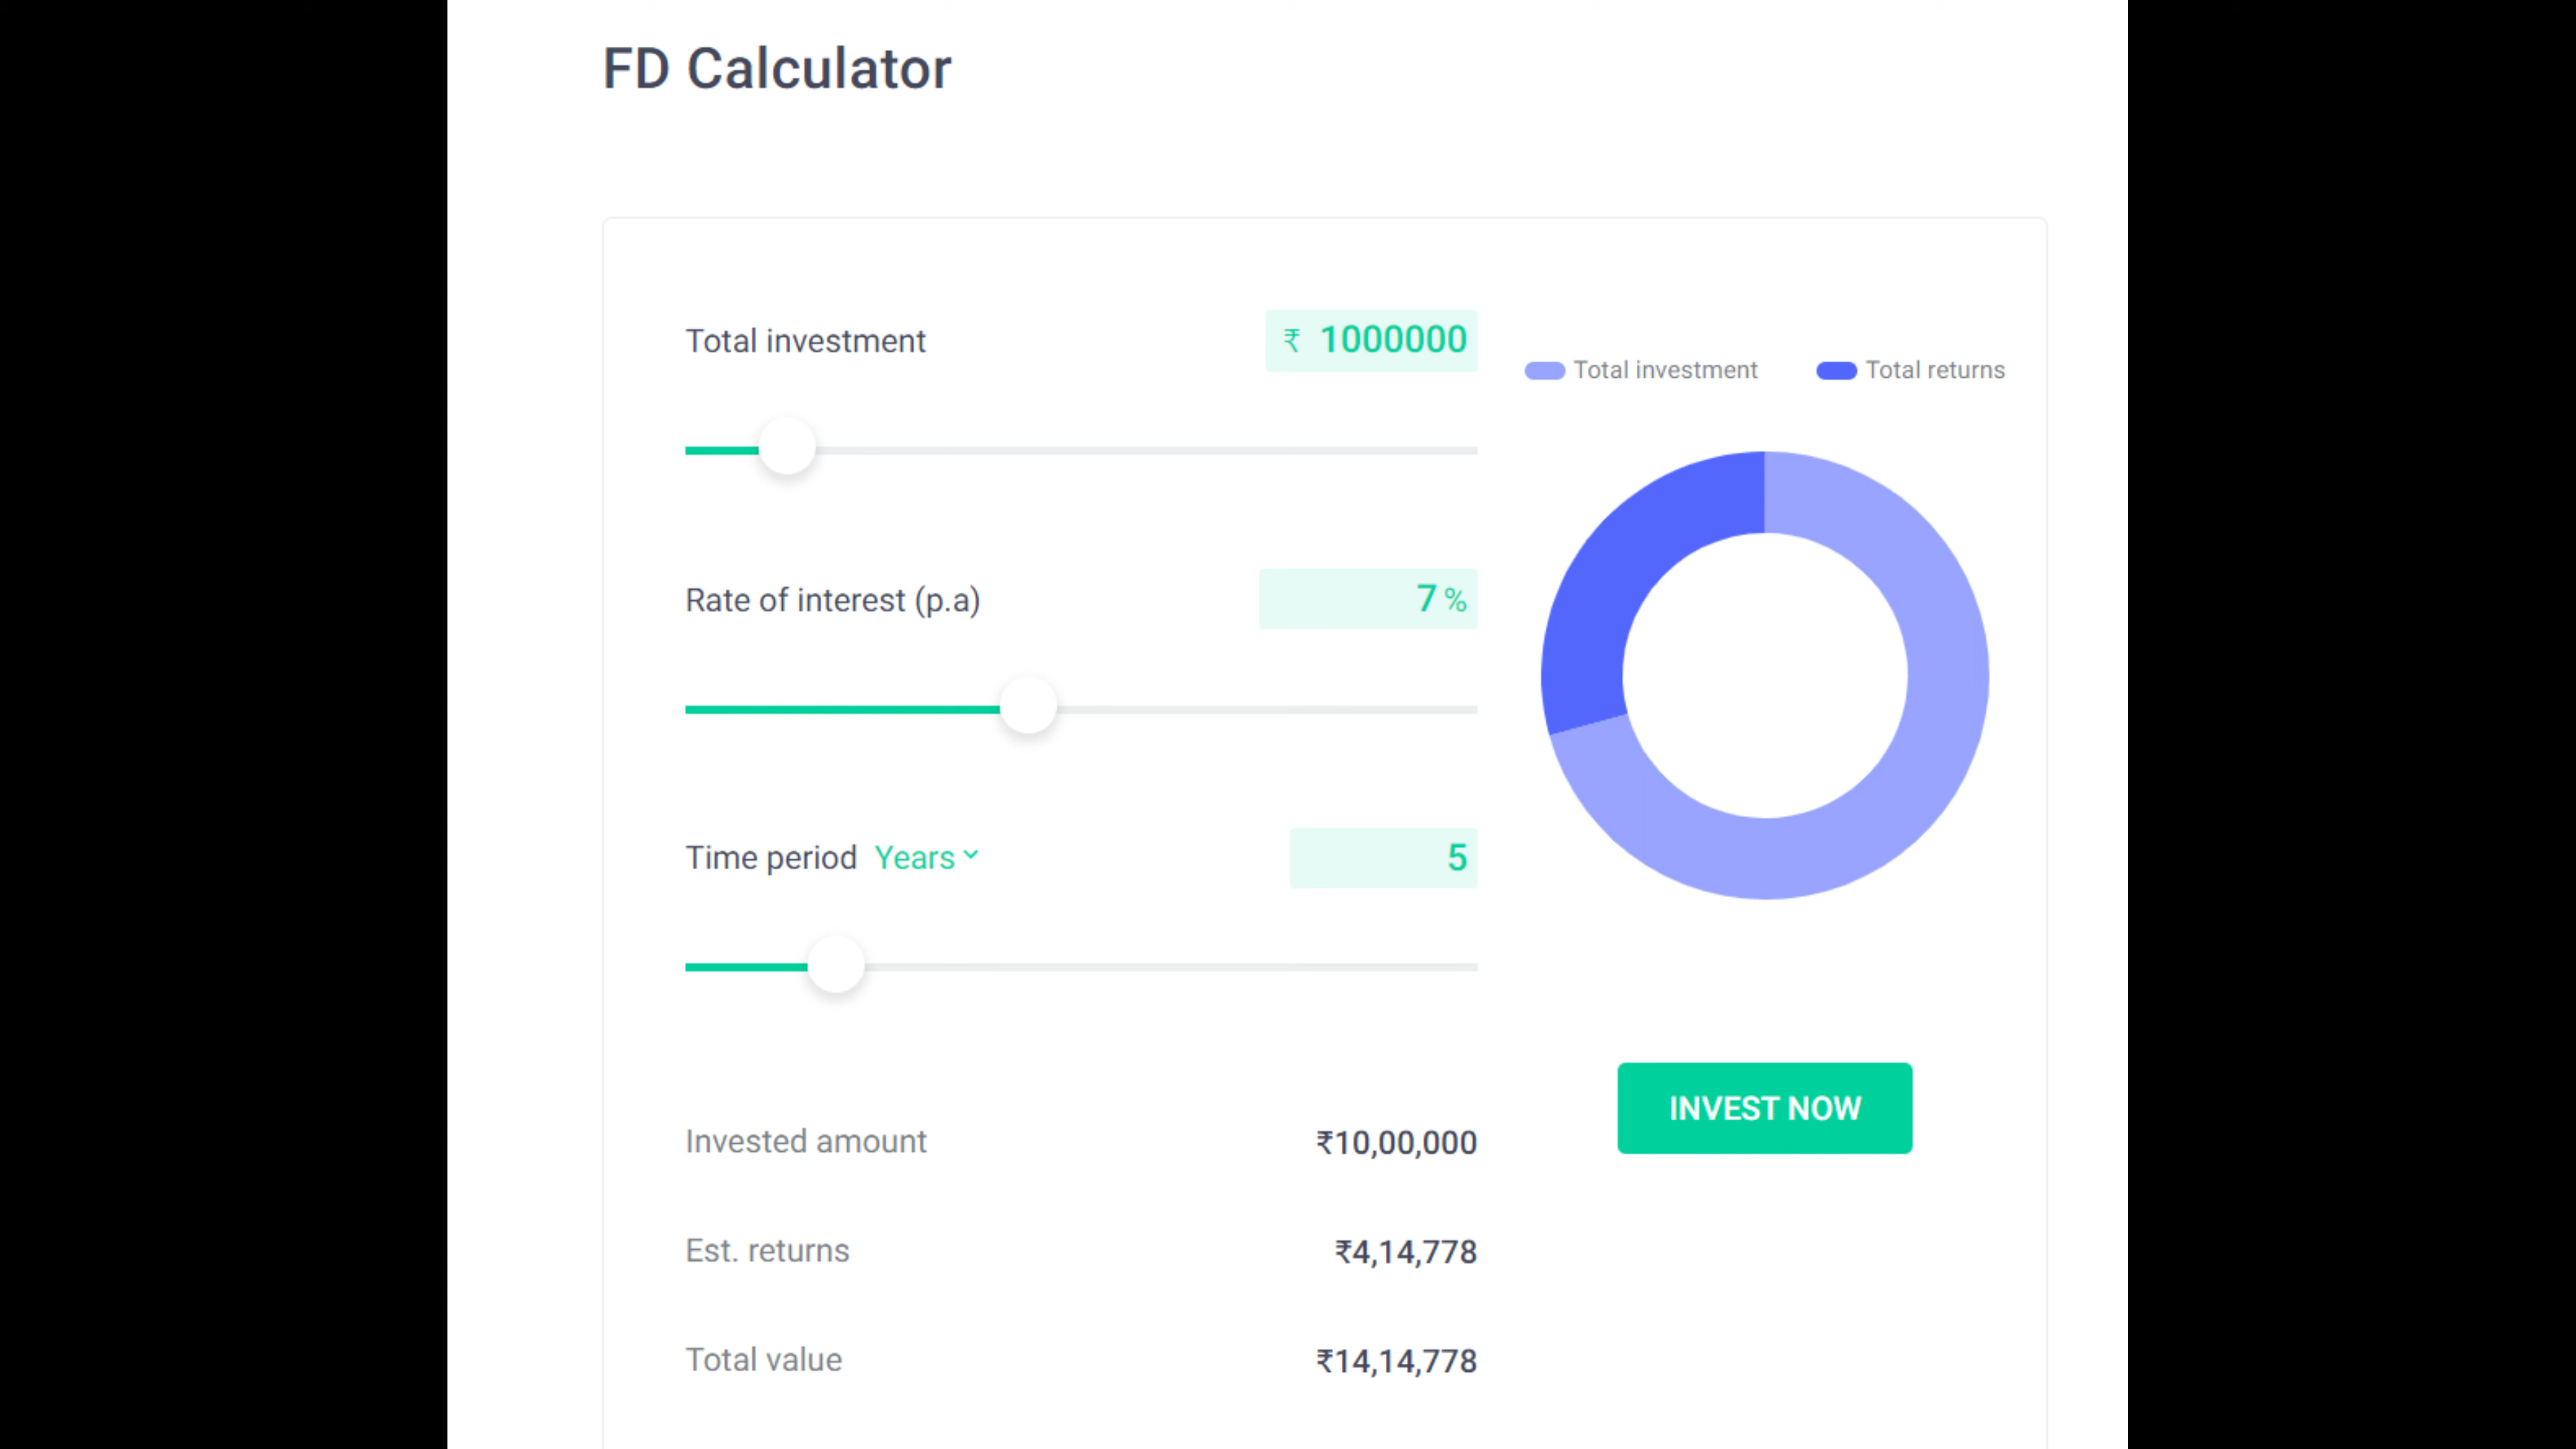 FD Calculator
Total investment ₹ 1000000
Total investment Total returns
Rate of interest (p.a) 7 %
Time period Years 5
INVEST NOW
Invested amount ₹10,00,000
Est. returns ₹4,14,778
Total value ₹14,14,778